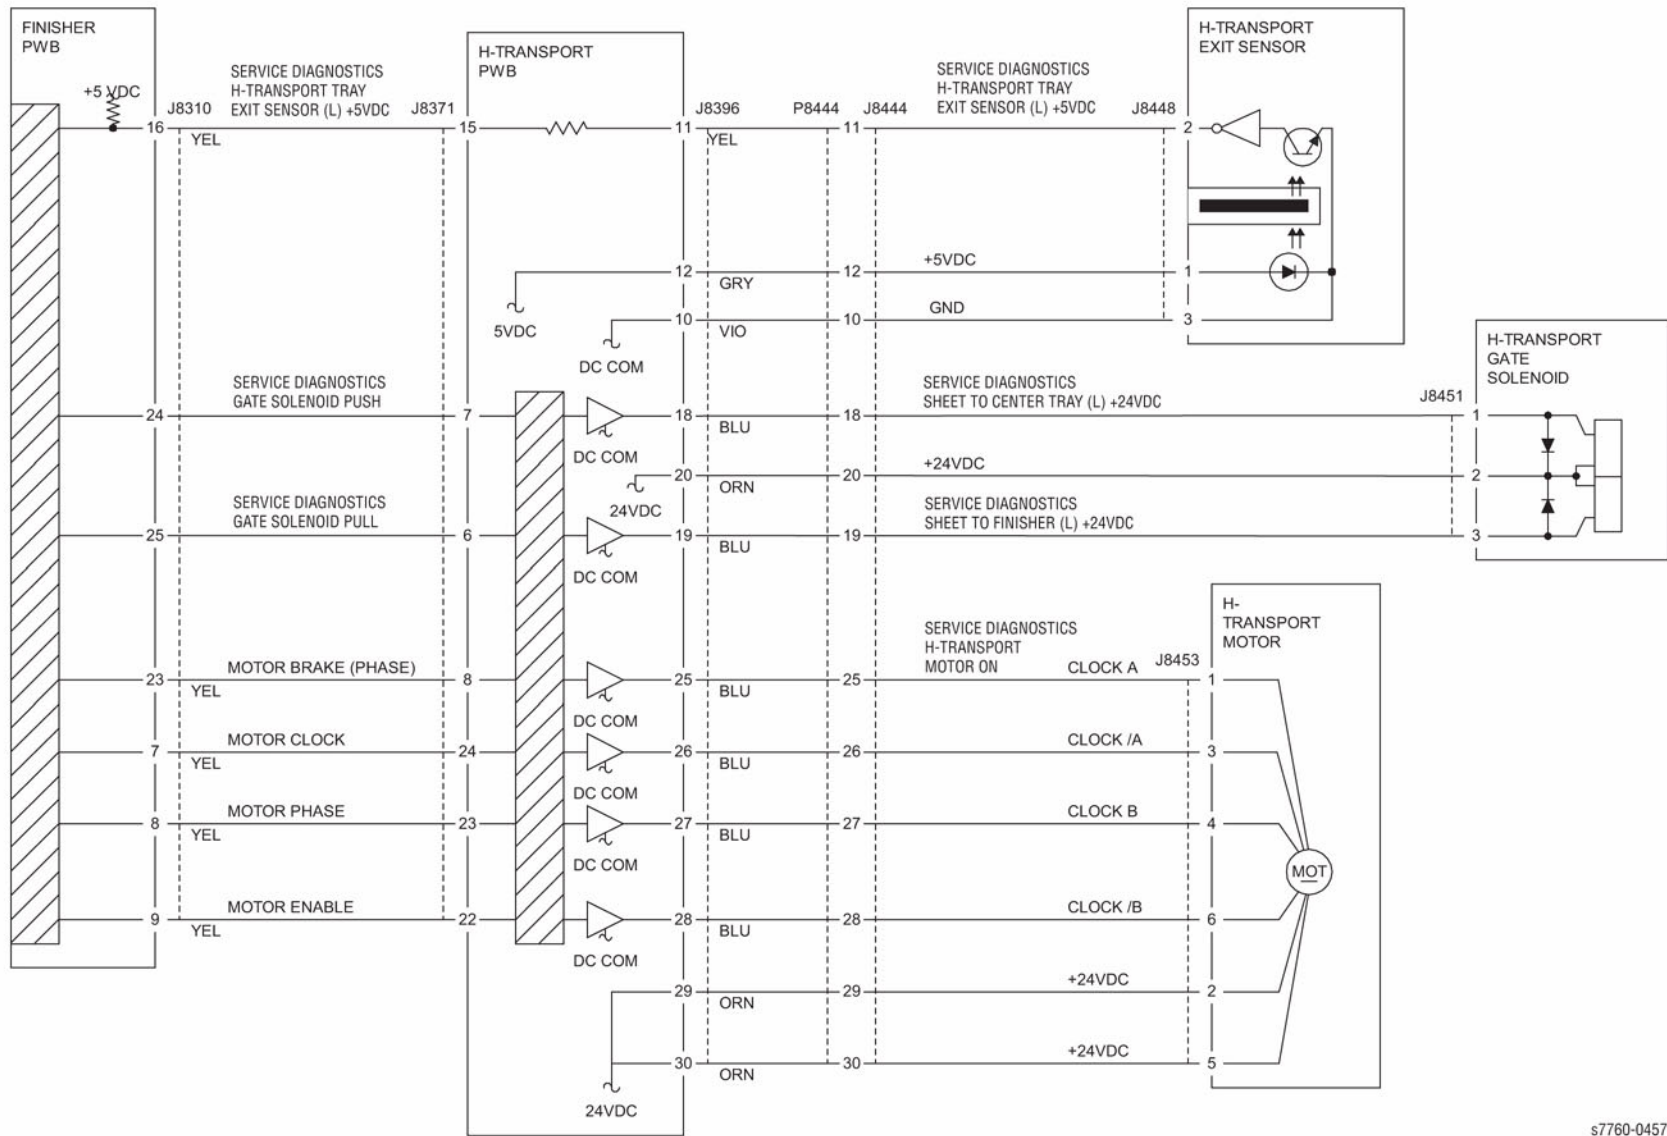 FINISHER
PWB
+5 VDC
16
J8310
YEL
SERVICE DIAGNOSTICS
H-TRANSPORT TRAY
EXIT SENSOR (L) +5VDC
J8371
15
H-TRANSPORT
PWB
11
J8396
YEL
P8444
J8444
11
SERVICE DIAGNOSTICS
H-TRANSPORT TRAY
EXIT SENSOR (L) +5VDC
J8448
2
H-TRANSPORT
EXIT SENSOR
5VDC
12
GRY
12
+5VDC
1
DC COM
10
VIO
10
GND
3
H-TRANSPORT
GATE
SOLENOID
24
SERVICE DIAGNOSTICS
GATE SOLENOID PUSH
7
DC COM
18
BLU
18
SERVICE DIAGNOSTICS
SHEET TO CENTER TRAY (L) +24VDC
J8451
1
24VDC
20
ORN
20
+24VDC
2
25
SERVICE DIAGNOSTICS
GATE SOLENOID PULL
6
DC COM
19
BLU
19
SERVICE DIAGNOSTICS
SHEET TO FINISHER (L) +24VDC
3
H-
TRANSPORT
MOTOR
23
YEL
MOTOR BRAKE (PHASE)
8
DC COM
25
BLU
25
SERVICE DIAGNOSTICS
H-TRANSPORT
MOTOR ON
CLOCK A
J8453
1
7
YEL
MOTOR CLOCK
24
DC COM
26
BLU
26
CLOCK /A
3
8
YEL
MOTOR PHASE
23
DC COM
27
BLU
27
CLOCK B
4
MOT
9
YEL
MOTOR ENABLE
22
DC COM
28
BLU
28
CLOCK /B
6
29
ORN
29
+24VDC
2
24VDC
30
ORN
30
+24VDC
5
s7760-0457